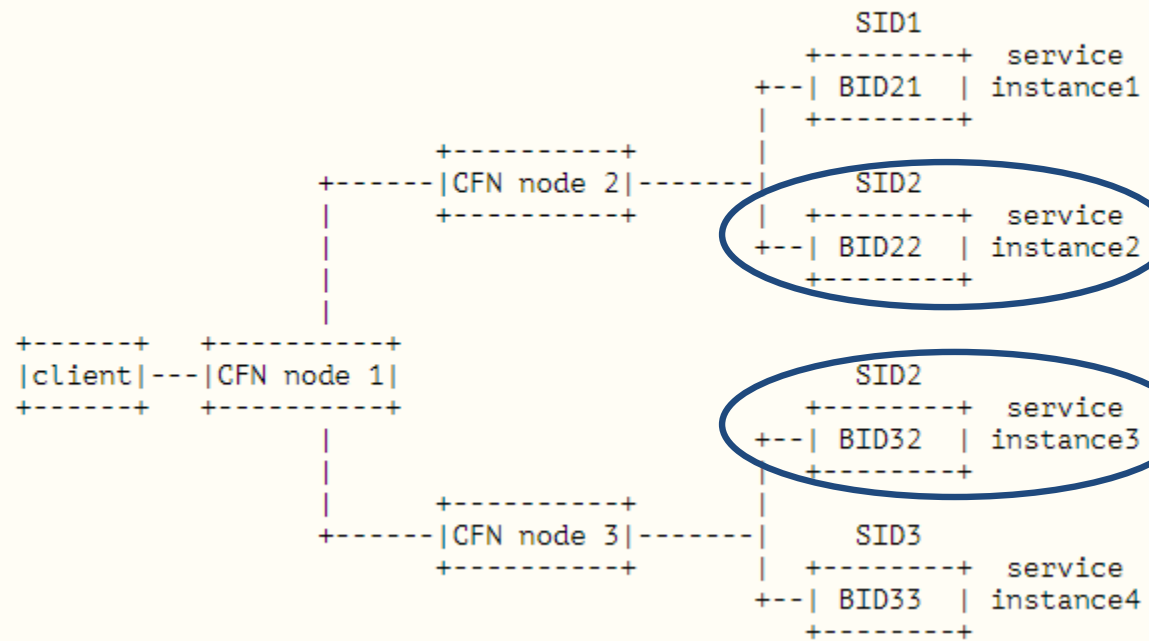 SID1
                                                  +--------+  service
                                               +--| BID21  | instance1
                                               |  +--------+
                           +----------+        |
                    +------|CFN node 2|-------|      SID2
                    |      +----------+        |  +--------+  service
                    |                          +--| BID22  | instance2
                    |                             +--------+
                    |
+------+   +----------+
|client|---|CFN node 1|                              SID2
+------+   +----------+                           +--------+  service
                    |                          +--| BID32  | instance3
                    |                          |  +--------+
                    |      +----------+        |
                    +------|CFN node 3|-------|      SID3
                           +----------+        |  +--------+  service
                                               +--| BID33  | instance4
                                                  +--------+